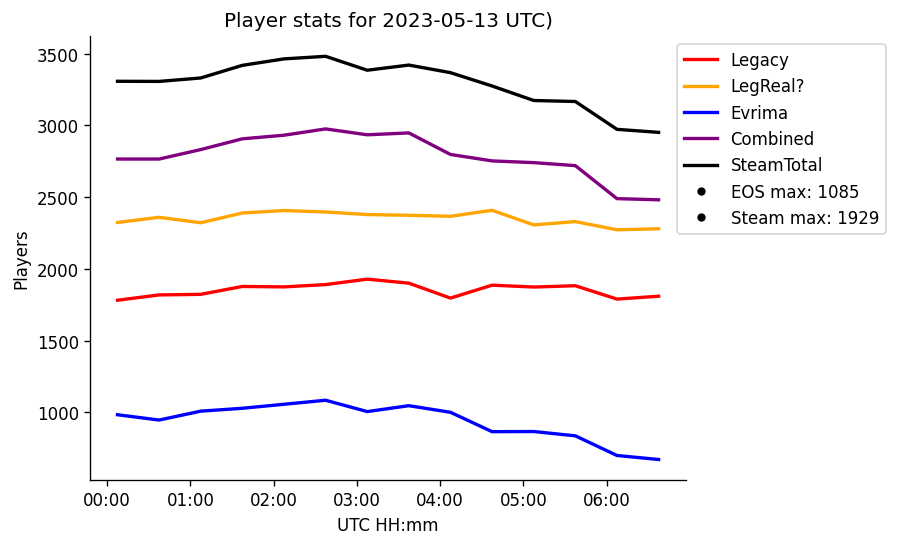 Player stats for 2023-05-13 UTC)
3500
3000
2500
2000
1500
1000
Players
00:00 01:00 02:00 03:00 04:00 05:00 06:00
UTC HH:mm
Legacy
LegReal?
Evrima
Combined
SteamTotal
EOS max: 1085
Steam max: 1929